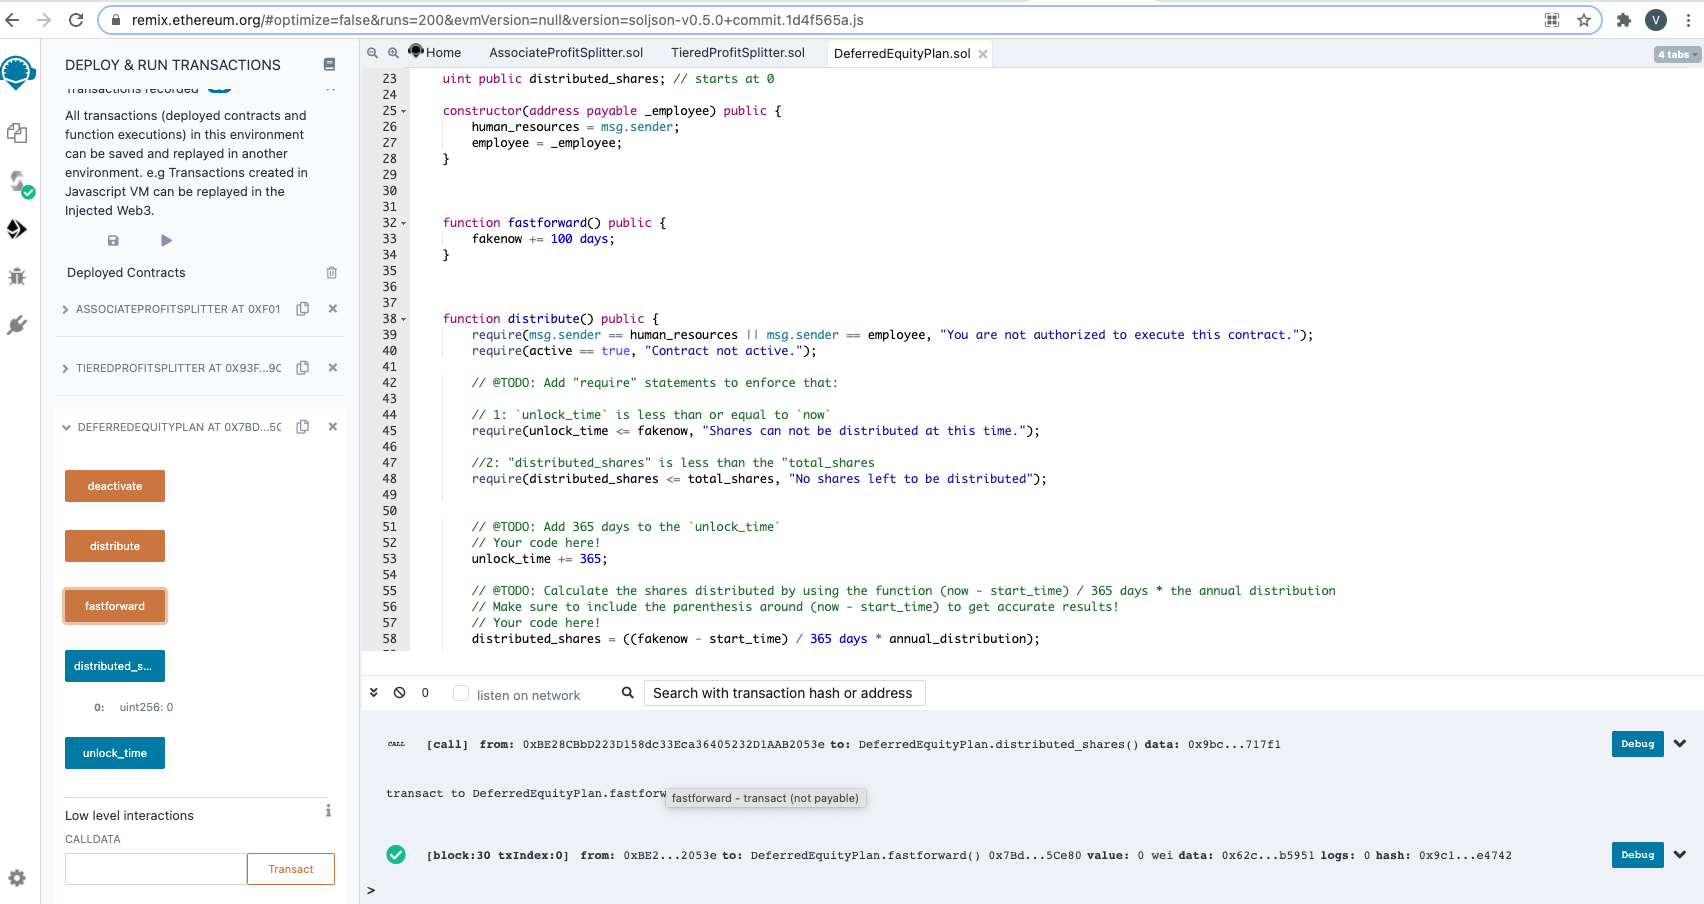 remix.ethereum.org/#optimize=false&runs=200&evmVersion=null&version=soljson-v0.5.0+commit.1d4f565a.js
V
DEPLOY & RUN TRANSACTIONS
Transactions recorded
All transactions (deployed contracts and
function executions) in this environment
can be saved and replayed in another
environment. e.g Transactions created in
Javascript VM can be replayed in the
Injected Web3.
Deployed Contracts
ASSOCIATEPROFITSPLITTER AT 0XF01
TIEREDPROFITSPLITTER AT 0X93F...9C
DEFERREDEQUITYPLAN AT 0X7BD...5C
deactivate
distribute
fastforward
distributed_s...
0: uint256: 0
unlock_time
Low level interactions
i
CALLDATA
Transact
Home
AssociateProfitSplitter.sol
TieredProfitSplitter.sol
DeferredEquityPlan.sol
4 tabs
23 uint public distributed_shares; // starts at 0
24
25 constructor(address payable _employee) public {
26 human_resources = msg.sender;
27 employee = _employee;
28 }
29
30
31
32 function fastforward() public {
33 fakenow += 100 days;
34 }
35
36
37
38 function distribute() public {
39 require(msg.sender == human_resources || msg.sender == employee, "You are not authorized to execute this contract.");
40 require(active == true, "Contract not active.");
41
42 // @TODO: Add "require" statements to enforce that:
43
44 // 1: `unlock_time` is less than or equal to `now`
45 require(unlock_time <= fakenow, "Shares can not be distributed at this time.");
46
47 //2: "distributed_shares" is less than the "total_shares
48 require(distributed_shares <= total_shares, "No shares left to be distributed");
49
50
51 // @TODO: Add 365 days to the `unlock_time`
52 // Your code here!
53 unlock_time += 365;
54
55 // @TODO: Calculate the shares distributed by using the function (now - start_time) / 365 days * the annual distribution
56 // Make sure to include the parenthesis around (now - start_time) to get accurate results!
57 // Your code here!
58 distributed_shares = ((fakenow - start_time) / 365 days * annual_distribution);
0
listen on network
Search with transaction hash or address
CALL [call] from: 0xBE28CBbD223D158dc33Eca36405232D1AAB2053e to: DeferredEquityPlan.distributed_shares() data: 0x9bc...717f1
Debug
transact to DeferredEquityPlan.fastforw
fastforward - transact (not payable)
[block:30 txIndex:0] from: 0xBE2...2053e to: DeferredEquityPlan.fastforward() 0x7Bd...5Ce80 value: 0 wei data: 0x62c...b5951 logs: 0 hash: 0x9c1...e4742
Debug
>